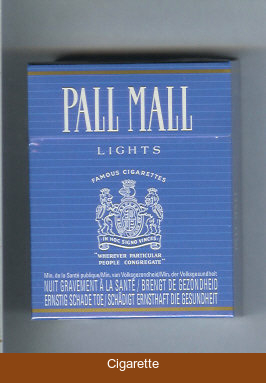 PALL MALL
LIGHTS
FAMOUS CIGARETTES
IN HOC SIGNO VINCES
"WHEREVER PARTICULAR
PEOPLE CONGREGATE"
Min. de la Santé publique/Min. van Volksgezondheid/Min. der Volksgesundheit
NUIT GRAVEMENT À LA SANTÉ / BRENGT DE GEZONDHEID
ERNSTIG SCHADE TOE / SCHÄDIGT ERNSTHAFT DIE GESUNDHEIT
Cigarette